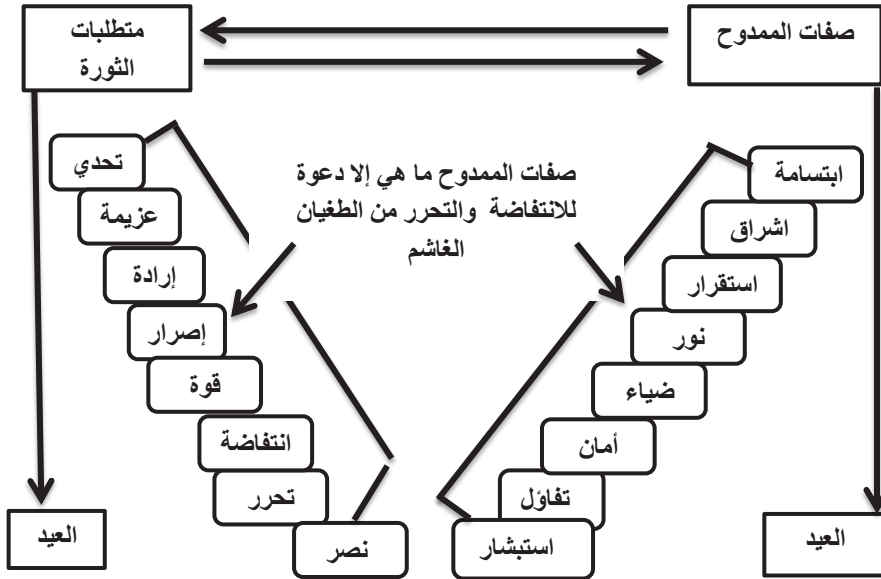 صفات الممدوح
متطلبات
الثورة
صفات الممدوح ما هي إلا دعوة
للانتفاضة والتحرر من الطغيان
الغاشم
ابتسامة
اشراق
استقرار
نور
ضياء
أمان
تفاؤل
استبشار
العيد
تحدي
عزيمة
إرادة
إصرار
قوة
انتفاضة
تحرر
نصر
العيد